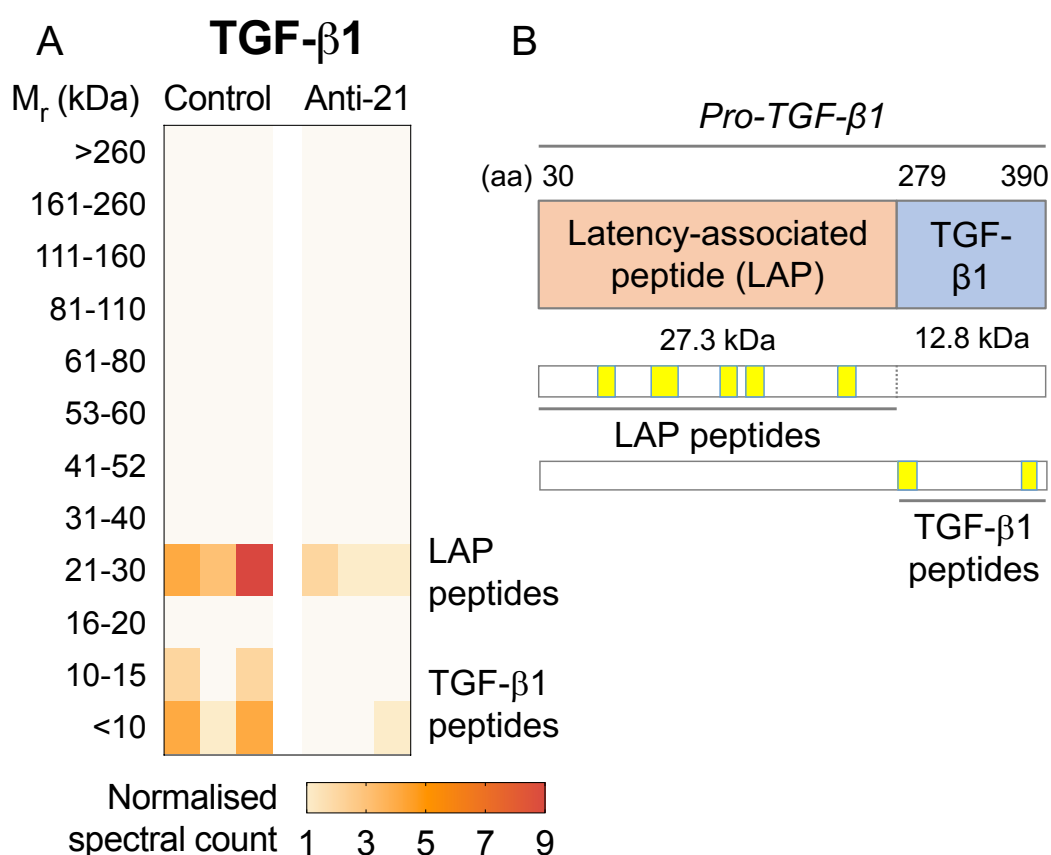 A
TGF-β1
Mr (kDa) Control Anti-21
>260
161-260
111-160
81-110
61-80
53-60
41-52
31-40
21-30
16-20
10-15
<10
LAP
peptides
TGF-β1
peptides
Normalised
spectral count
1 3 5 7 9
B
Pro-TGF-β1
(aa) 30 279 390
Latency-associated
peptide (LAP)
TGF-
β1
27.3 kDa 12.8 kDa
LAP peptides
TGF-β1
peptides